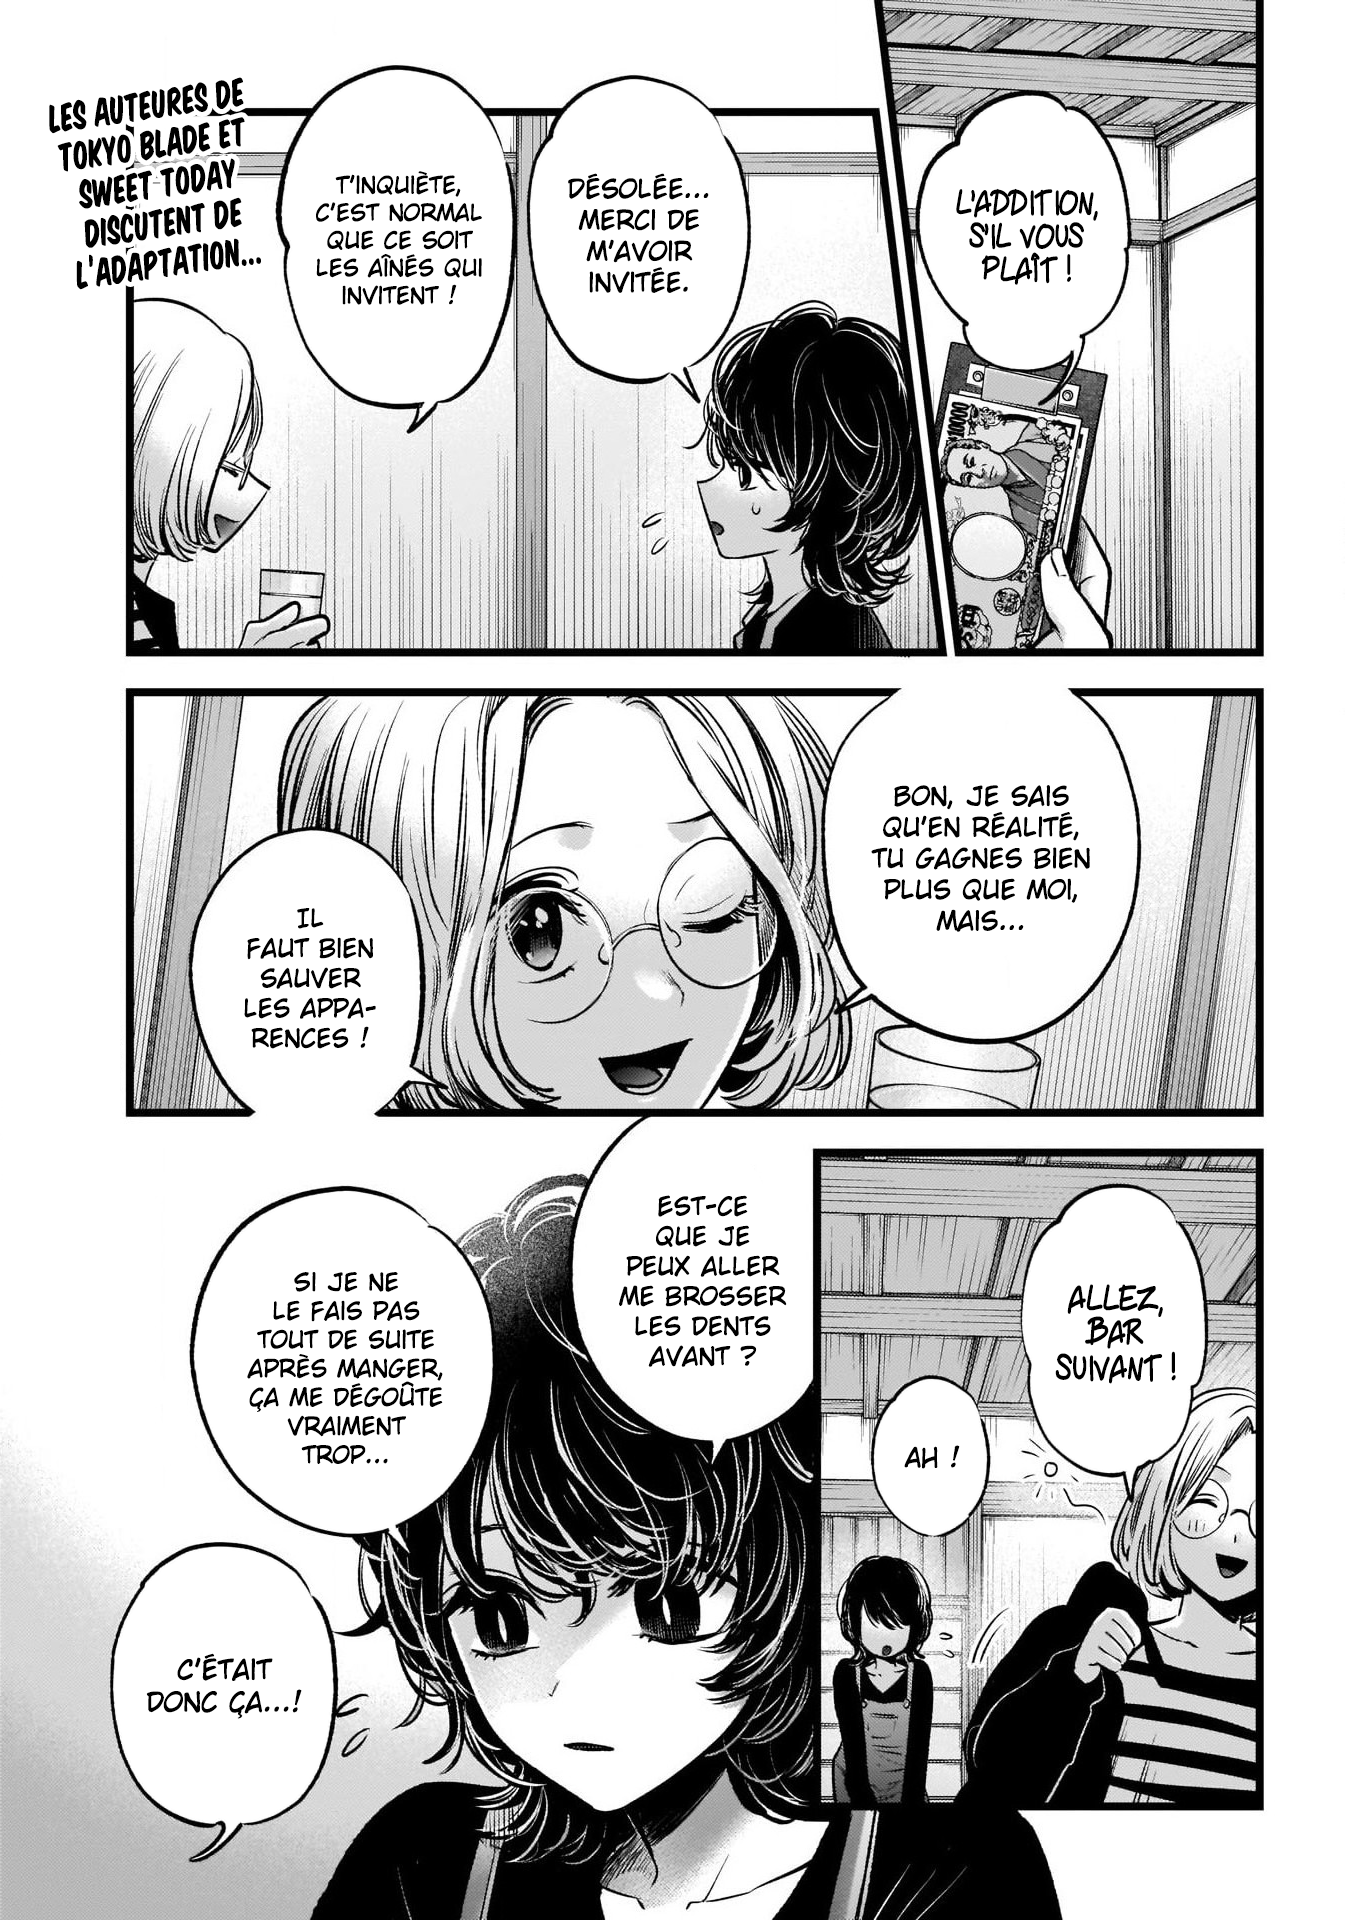 LES AUTEURES DE
TOKYO BLADE ET
SWEET TODAY
DISCUTENT DE
L'ADAPTATION...
L'ADDITION,
S'IL VOUS
PLAÎT !
DÉSOLÉE...
MERCI DE
M'AVOIR
INVITÉE.
T'INQUIÈTE,
C'EST NORMAL
QUE CE SOIT
LES AÎNÉS QUI
INVITENT !
BON, JE SAIS
QU'EN RÉALITÉ,
TU GAGNES BIEN
PLUS QUE MOI,
MAIS...
IL
FAUT BIEN
SAUVER
LES APPA-
RENCES !
ALLEZ,
BAR
SUIVANT !
AH !
EST-CE
QUE JE
PEUX ALLER
ME BROSSER
LES DENTS
AVANT ?
SI JE NE
LE FAIS PAS
TOUT DE SUITE
APRÈS MANGER,
ÇA ME DÉGOÛTE
VRAIMENT
TROP...
C'ÉTAIT
DONC ÇA...!